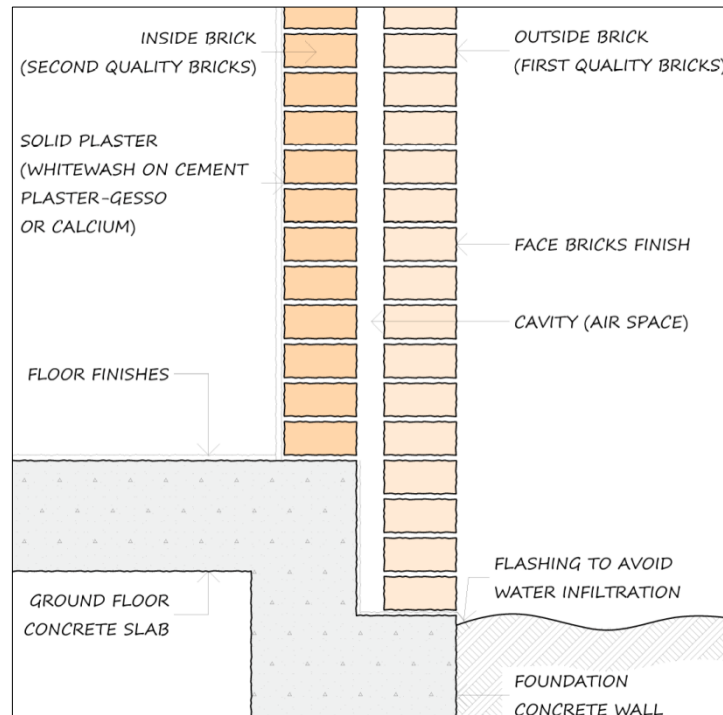 INSIDE BRICK
(SECOND QUALITY BRICKS)
OUTSIDE BRICK
(FIRST QUALITY BRICKS)
SOLID PLASTER
(WHITEWASH ON CEMENT
PLASTER-GESSO
OR CALCIUM)
FACE BRICKS FINISH
CAVITY (AIR SPACE)
FLOOR FINISHES
FLASHING TO AVOID
WATER INFILTRATION
GROUND FLOOR
CONCRETE SLAB
FOUNDATION
CONCRETE WALL